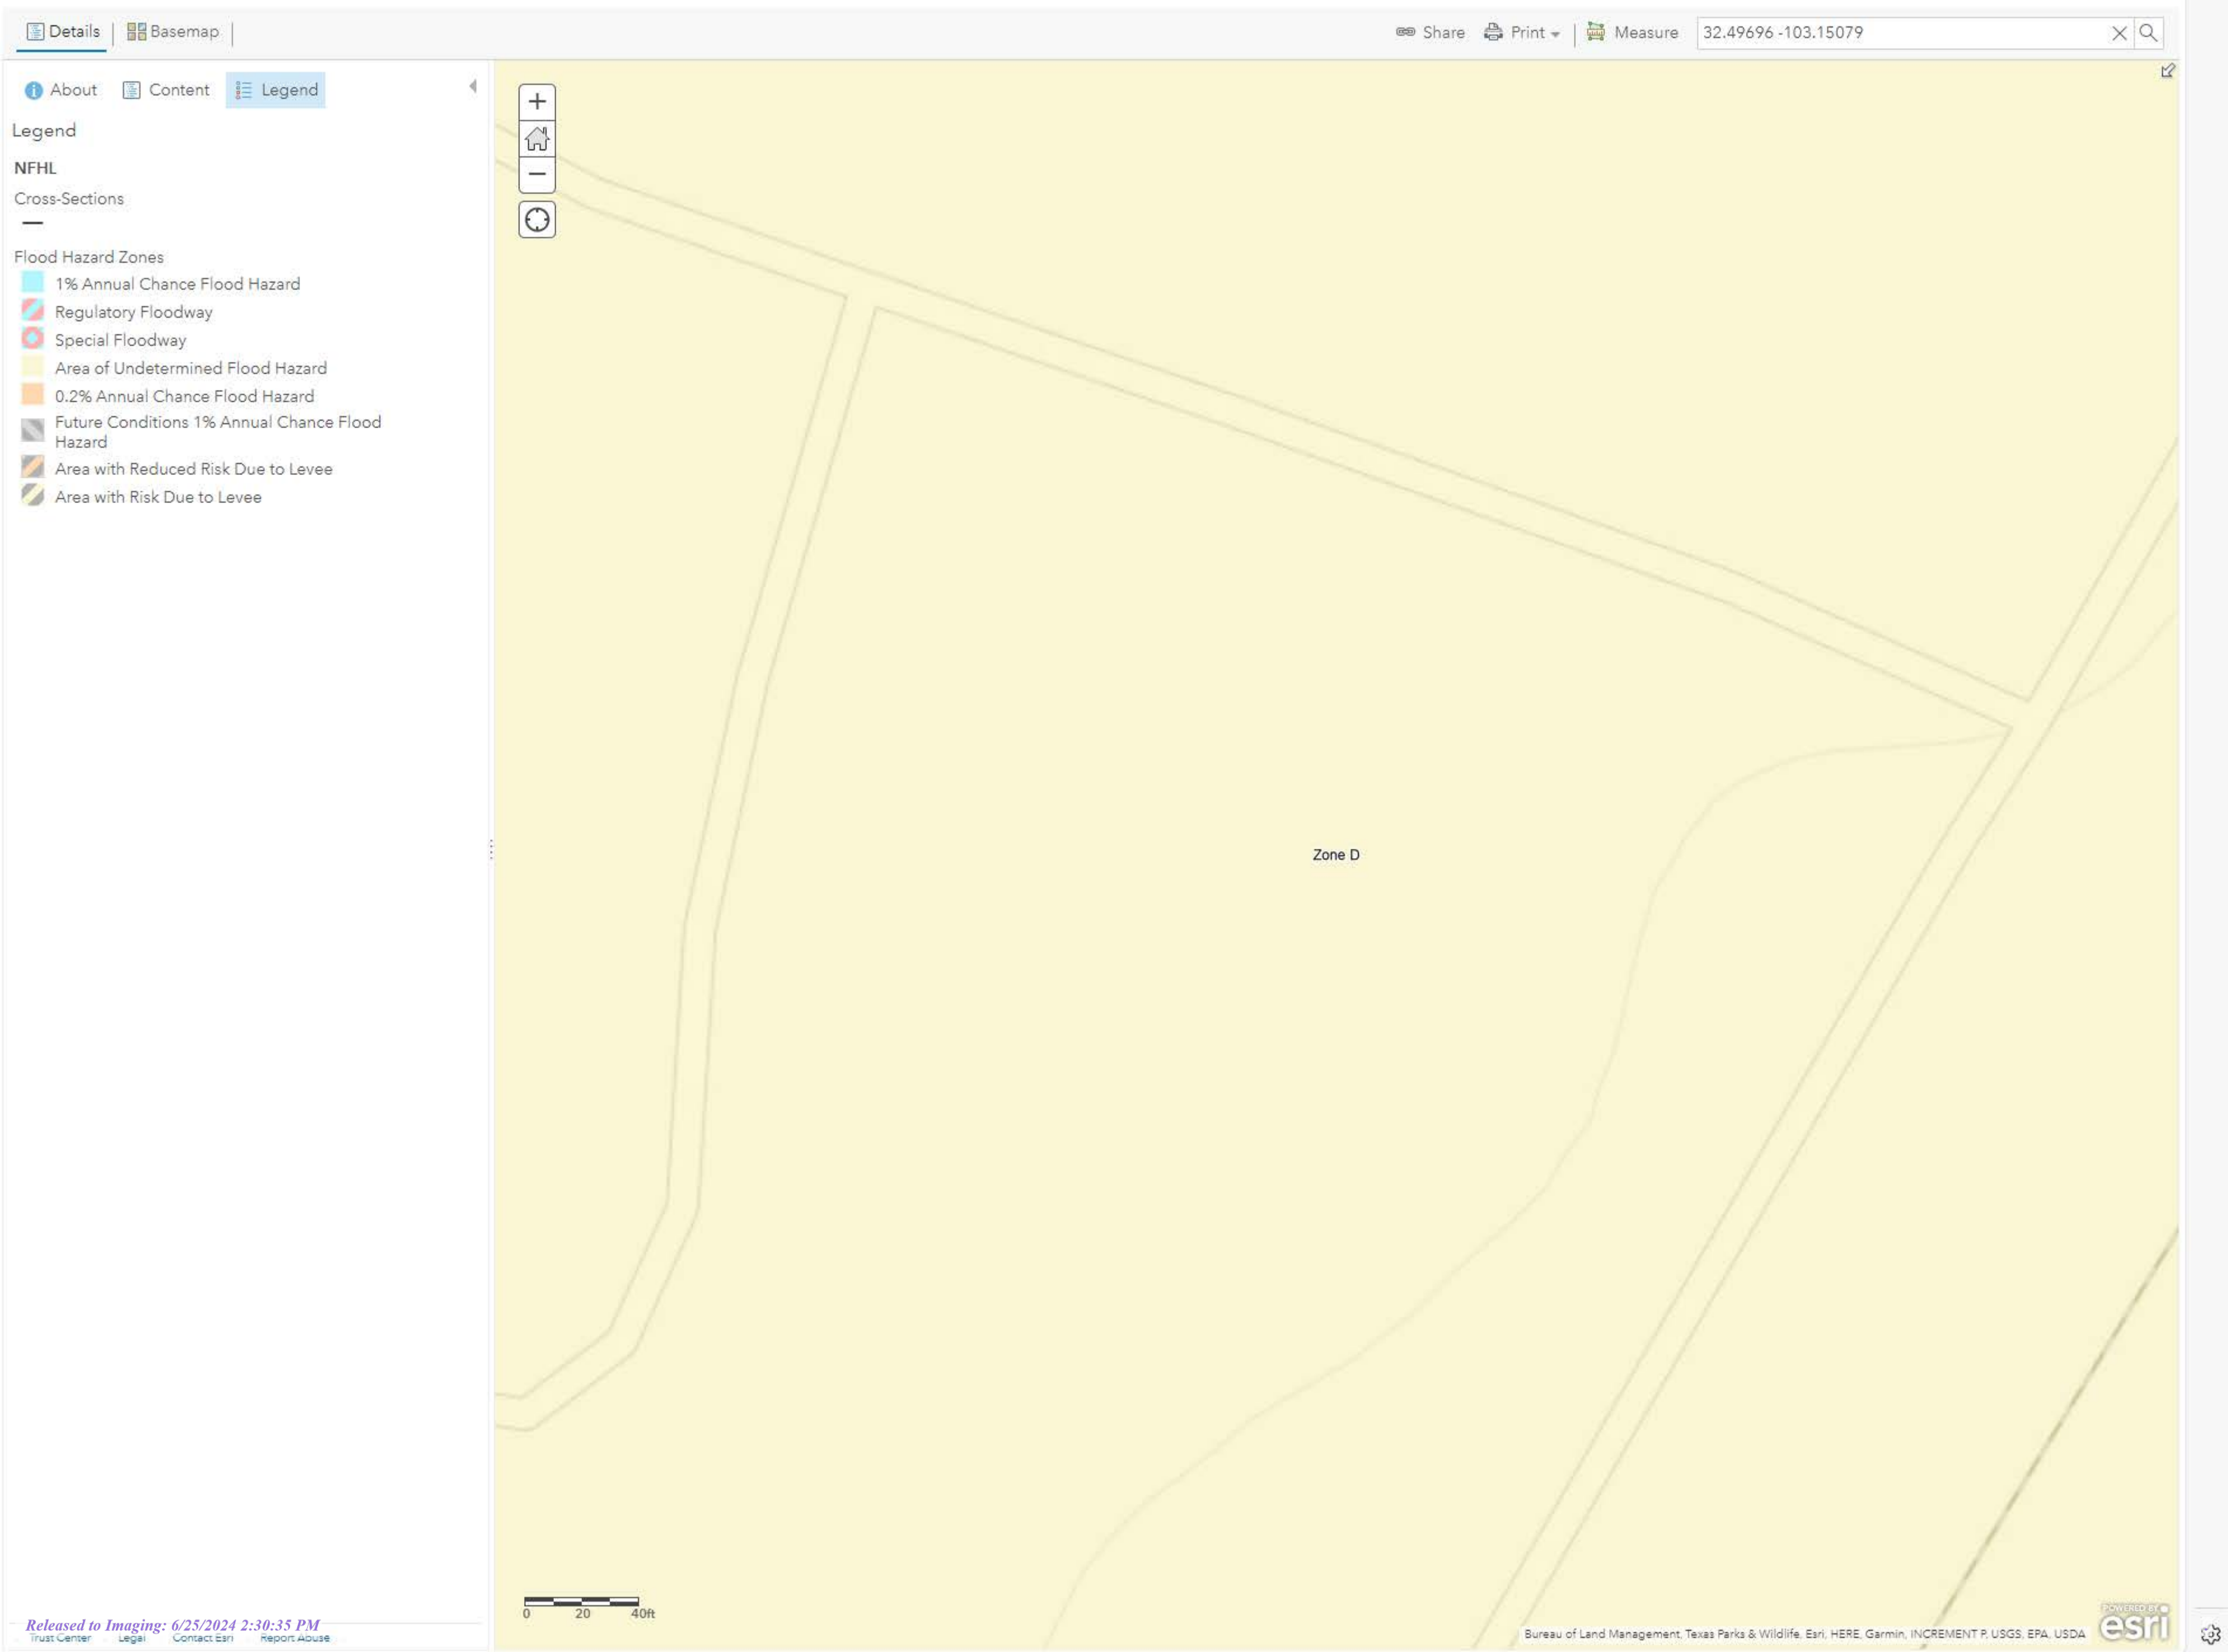 Details
Basemap
Share
Print
Measure
32.49696 -103.15079
About
Content
Legend
Legend
NFHL
Cross-Sections
Flood Hazard Zones
1% Annual Chance Flood Hazard
Regulatory Floodway
Special Floodway
Area of Undetermined Flood Hazard
0.2% Annual Chance Flood Hazard
Future Conditions 1% Annual Chance Flood
Hazard
Area with Reduced Risk Due to Levee
Area with Risk Due to Levee
Zone D
0 20 40ft
Released to Imaging: 6/25/2024 2:30:35 PM
Trust Center Legal Contact Esri Report Abuse
Bureau of Land Management, Texas Parks & Wildlife, Esri, HERE, Garmin, INCREMENT P, USGS, EPA, USDA
POWERED BY
esri